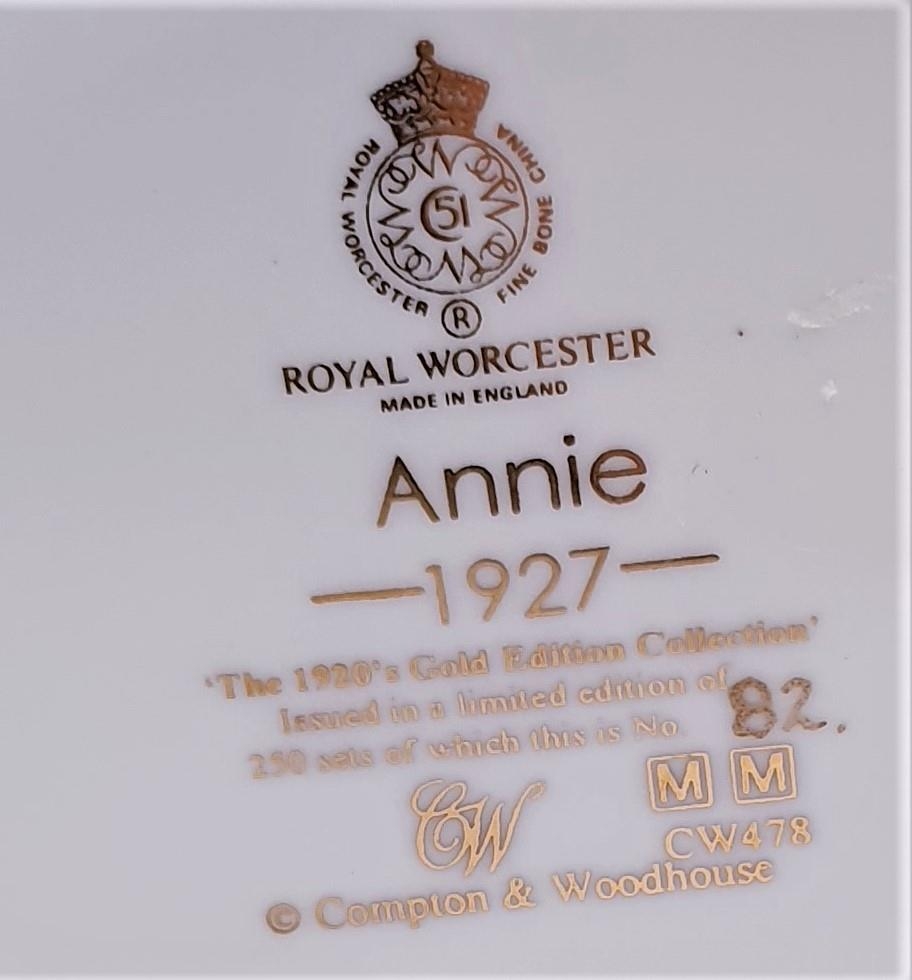 ROYAL WORCESTER FINE BONE CHINA
51
®
ROYAL WORCESTER
MADE IN ENGLAND
Annie
—1927—
'The 1920's Gold Edition Collection'
Issued in a limited edition of
250 sets of which this is No 82.
CW
M M
CW478
© Compton & Woodhouse